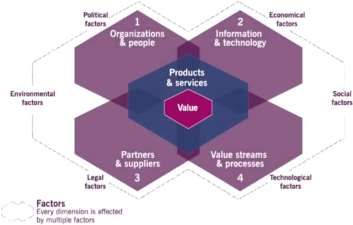 Political
factors
Economical
factors
1
Organizations
& people
2
Information
& technology
Products
& services
Environmental
factors
Value
Social
factors
Partners
& suppliers
3
Value streams
& processes
4
Legal
factors
Technological
factors
Factors
Every dimension is affected
by multiple factors